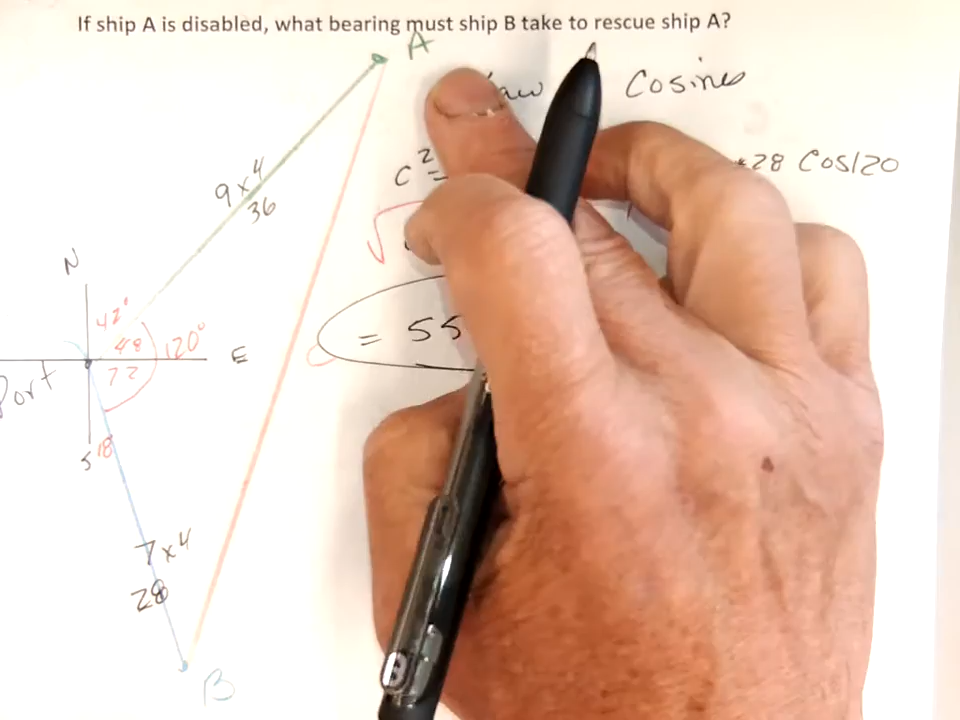 If ship A is disabled, what bearing must ship B take to rescue ship A?
A
Cosines
C²=
*28 Cos120
9x4
36
N
42°
48
120°
E
72
= 55
Port
S
18
7x4
28
B